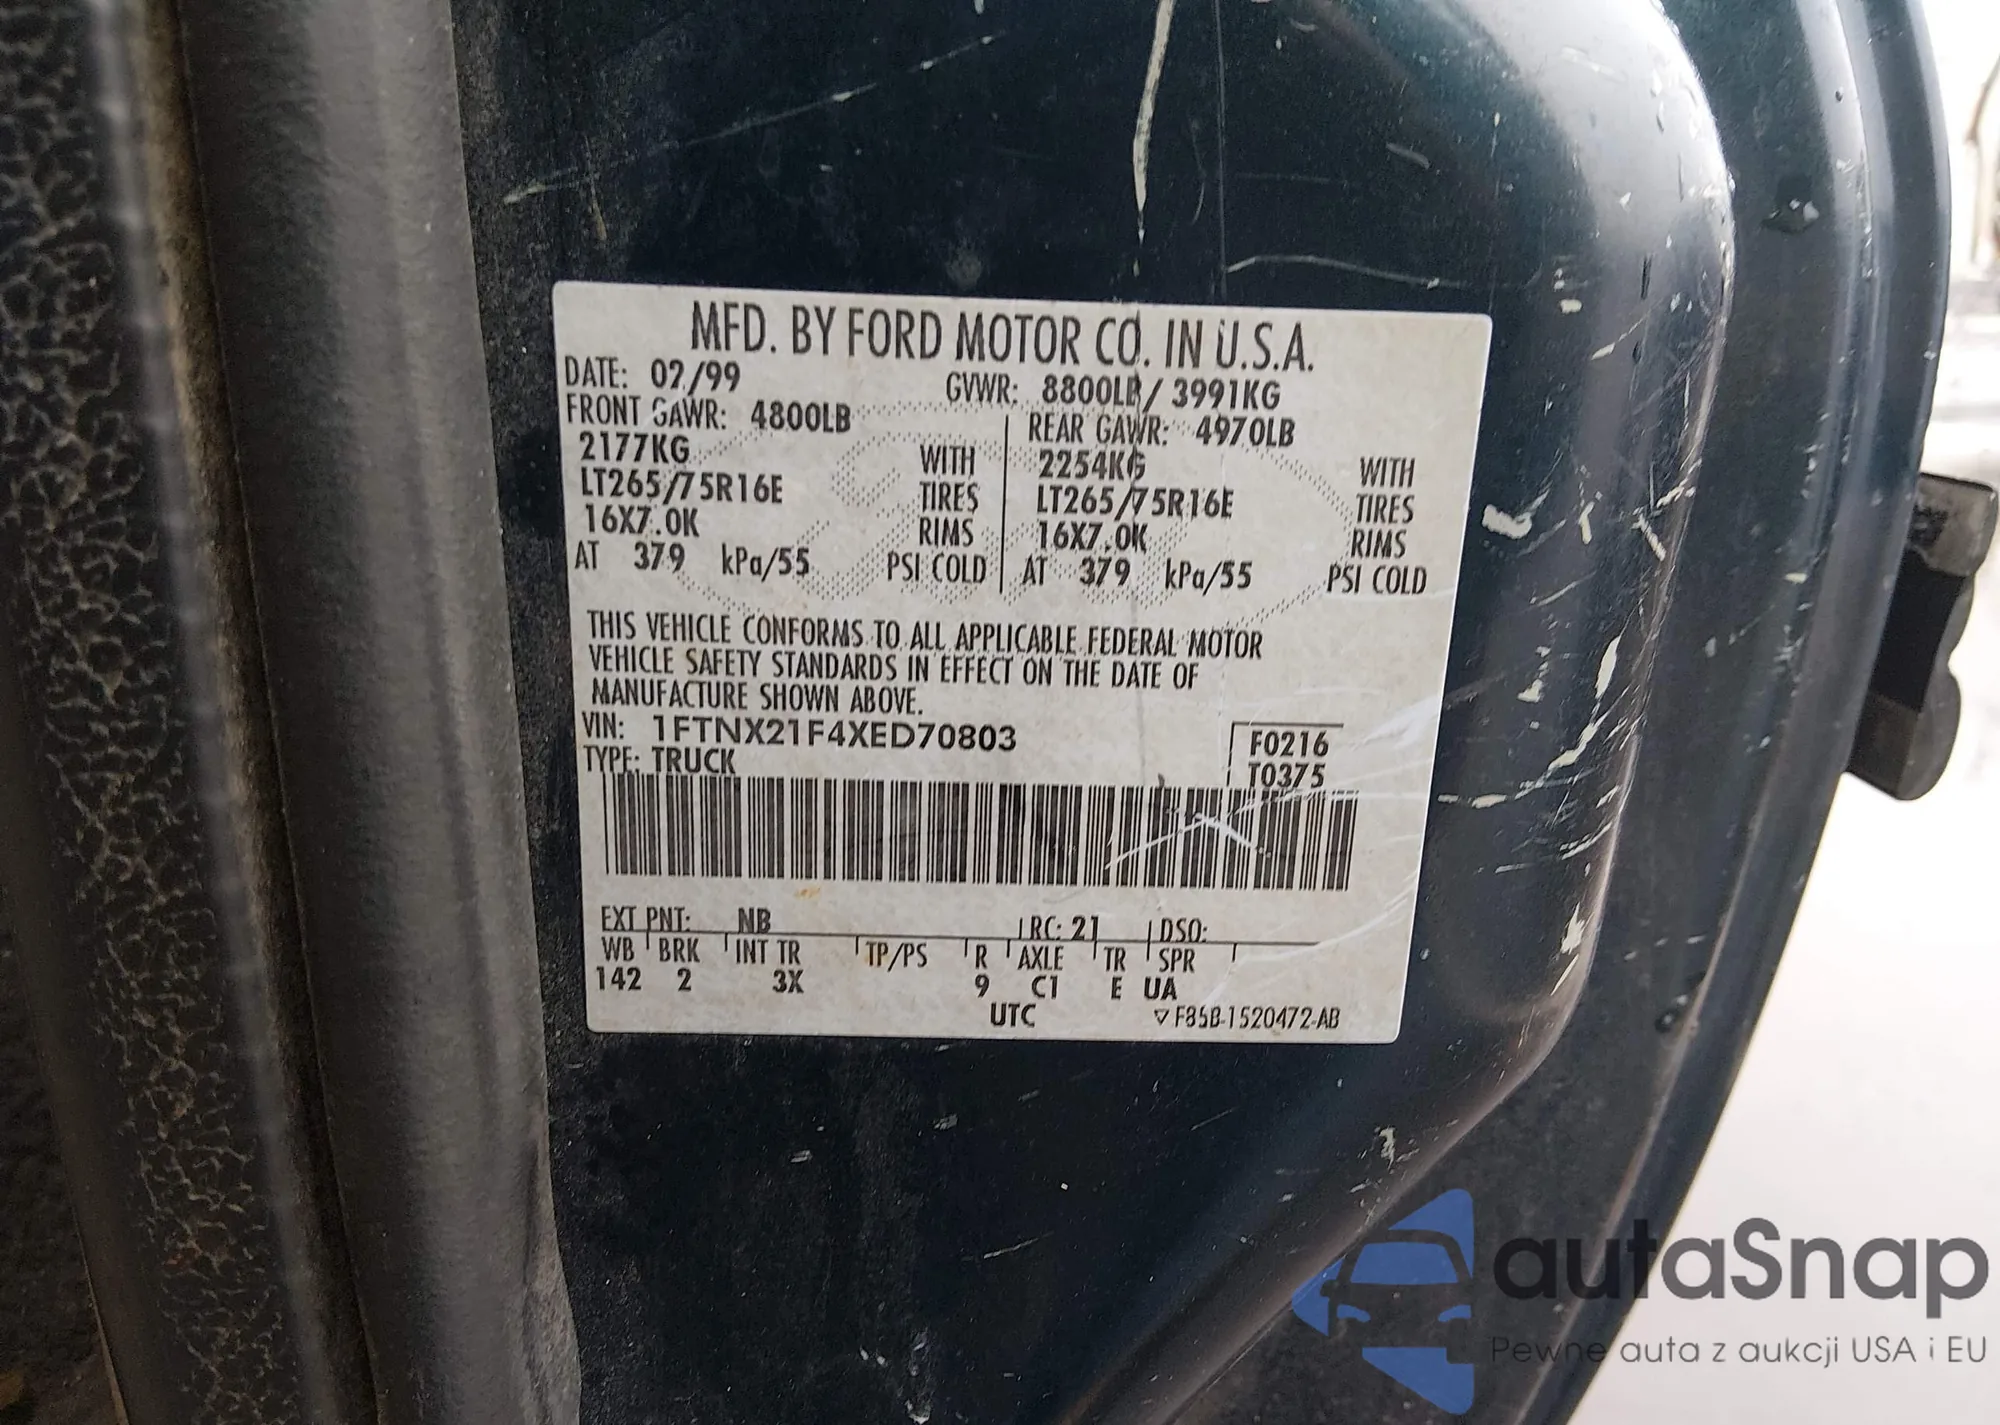 MFD. BY FORD MOTOR CO. IN U.S.A.
DATE: 02/99 GVWR: 8800LB/ 3991KG
FRONT GAWR: 4800LB REAR GAWR: 4970LB
2177KG WITH 2254KG WITH
LT265/75R16E TIRES LT265/75R16E TIRES
16X7.0K RIMS 16X7.0K RIMS
AT 379 kPa/55 PSI COLD AT 379 kPa/55 PSI COLD
THIS VEHICLE CONFORMS TO ALL APPLICABLE FEDERAL MOTOR
VEHICLE SAFETY STANDARDS IN EFFECT ON THE DATE OF
MANUFACTURE SHOWN ABOVE.
VIN: 1FTNX21F4XED70803 F0216
TYPE: TRUCK T0375
EXT PNT: NB RC: 21 DSO:
WB BRK INT TR TP/PS R AXLE TR SPR
142 2 3X 9 C1 E UA
UTC ▽ F85B-1520472-AB
autaSnap
Pewne auta z aukcji USA i EU